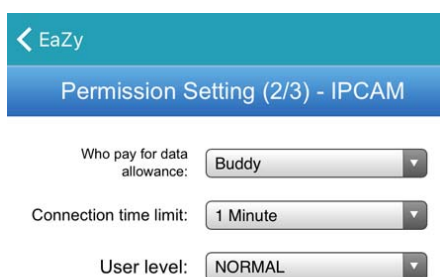 EaZy
Permission Setting (2/3) - IPCAM
Who pay for data
allowance:
Buddy
Connection time limit:
1 Minute
User level:
NORMAL